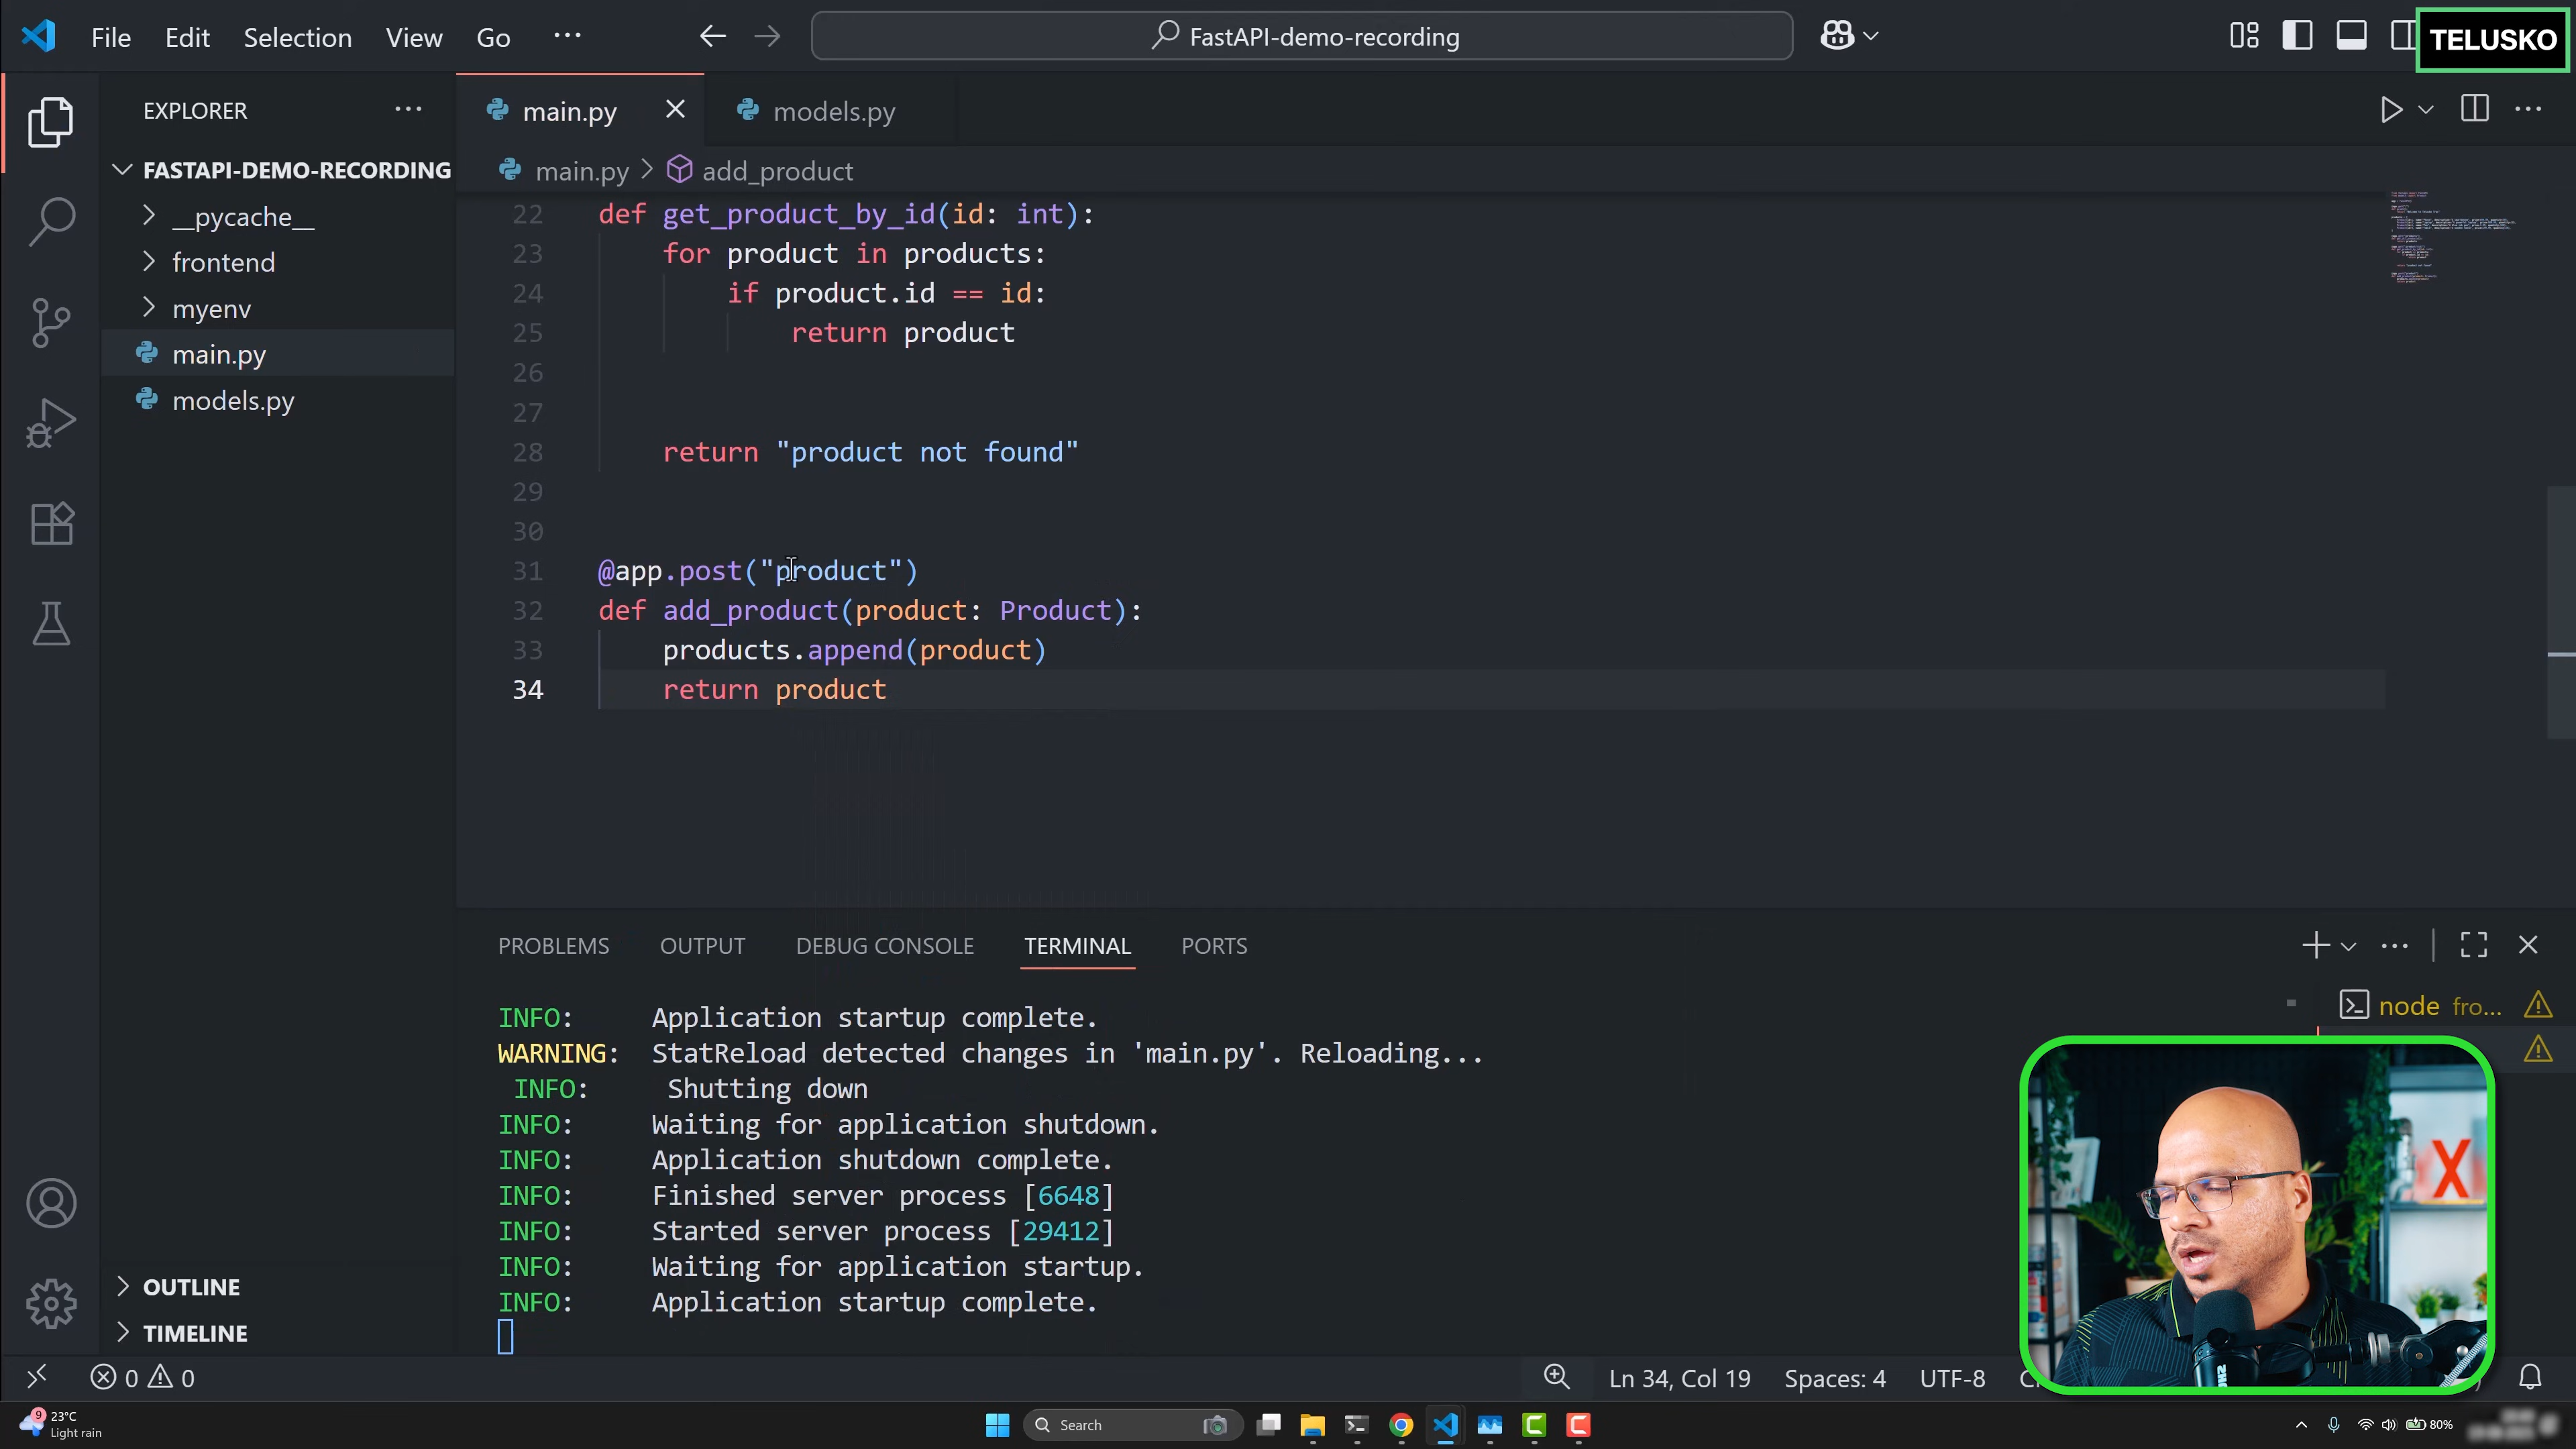 File Edit Selection View Go ... FastAPI-demo-recording
TELUSKO
EXPLORER
FASTAPI-DEMO-RECORDING
__pycache__
frontend
myenv
main.py
models.py
OUTLINE
TIMELINE
main.py models.py
main.py > add_product
22 def get_product_by_id(id: int):
23 for product in products:
24 if product.id == id:
25 return product
26
27
28 return "product not found"
29
30
31 @app.post("product")
32 def add_product(product: Product):
33 products.append(product)
34 return product
PROBLEMS OUTPUT DEBUG CONSOLE TERMINAL PORTS
INFO: Application startup complete.
WARNING: StatReload detected changes in 'main.py'. Reloading...
INFO: Shutting down
INFO: Waiting for application shutdown.
INFO: Application shutdown complete.
INFO: Finished server process [6648]
INFO: Started server process [29412]
INFO: Waiting for application startup.
INFO: Application startup complete.
node fro...
X
0 0 Ln 34, Col 19 Spaces: 4 UTF-8
9 23°C
Light rain
Search
80%